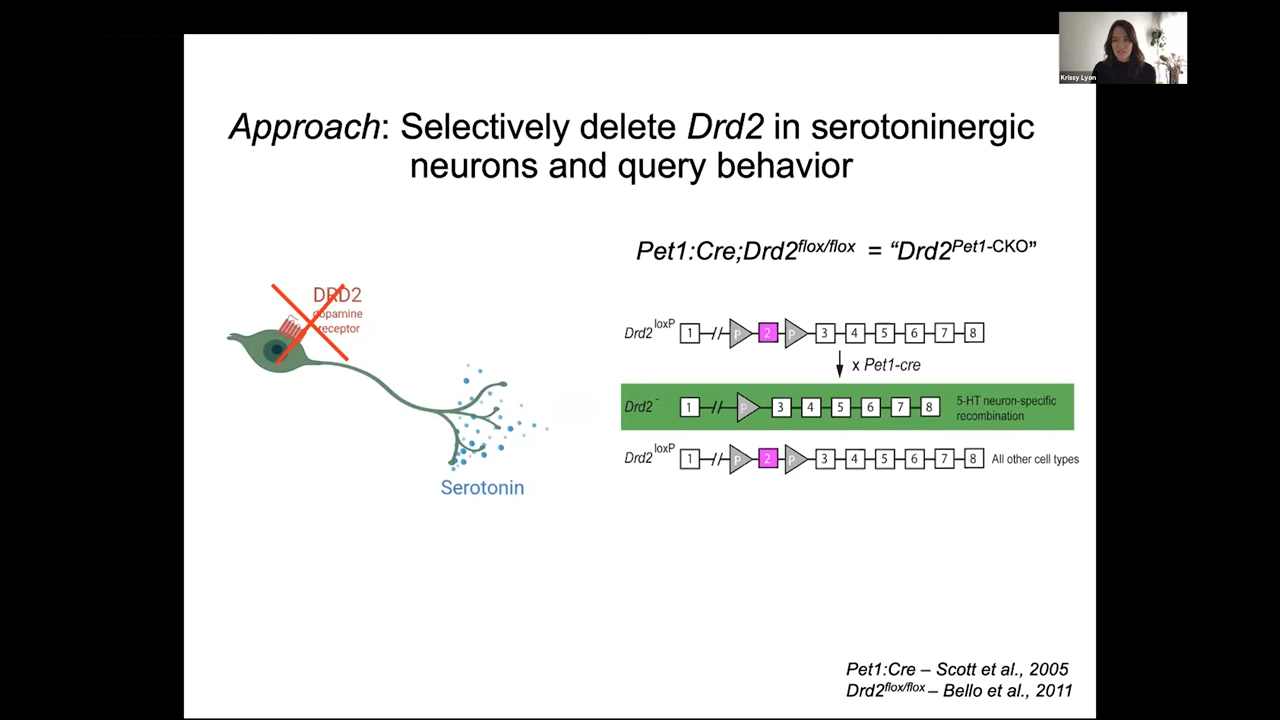 Krissy Lyon
Approach: Selectively delete Drd2 in serotoninergic
neurons and query behavior
Pet1:Cre;Drd2flox/flox = “Drd2Pet1-CKO”
DRD2
dopamine
receptor
Serotonin
Drd2loxP 1 // P 2 P 3 4 5 6 7 8
x Pet1-cre
Drd2- 1 // P 3 4 5 6 7 8 5-HT neuron-specific
recombination
Drd2loxP 1 // P 2 P 3 4 5 6 7 8 All other cell types
Pet1:Cre – Scott et al., 2005
Drd2flox/flox – Bello et al., 2011